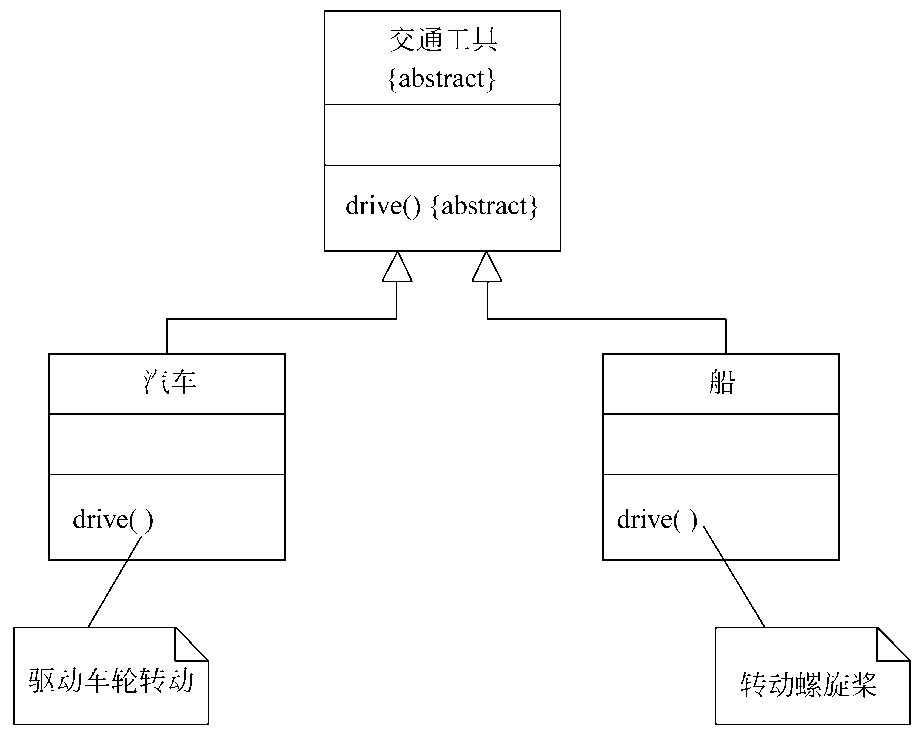 交通工具
{abstract}
drive() {abstract}
汽车
船
drive( )
drive( )
驱动车轮转动
转动螺旋桨